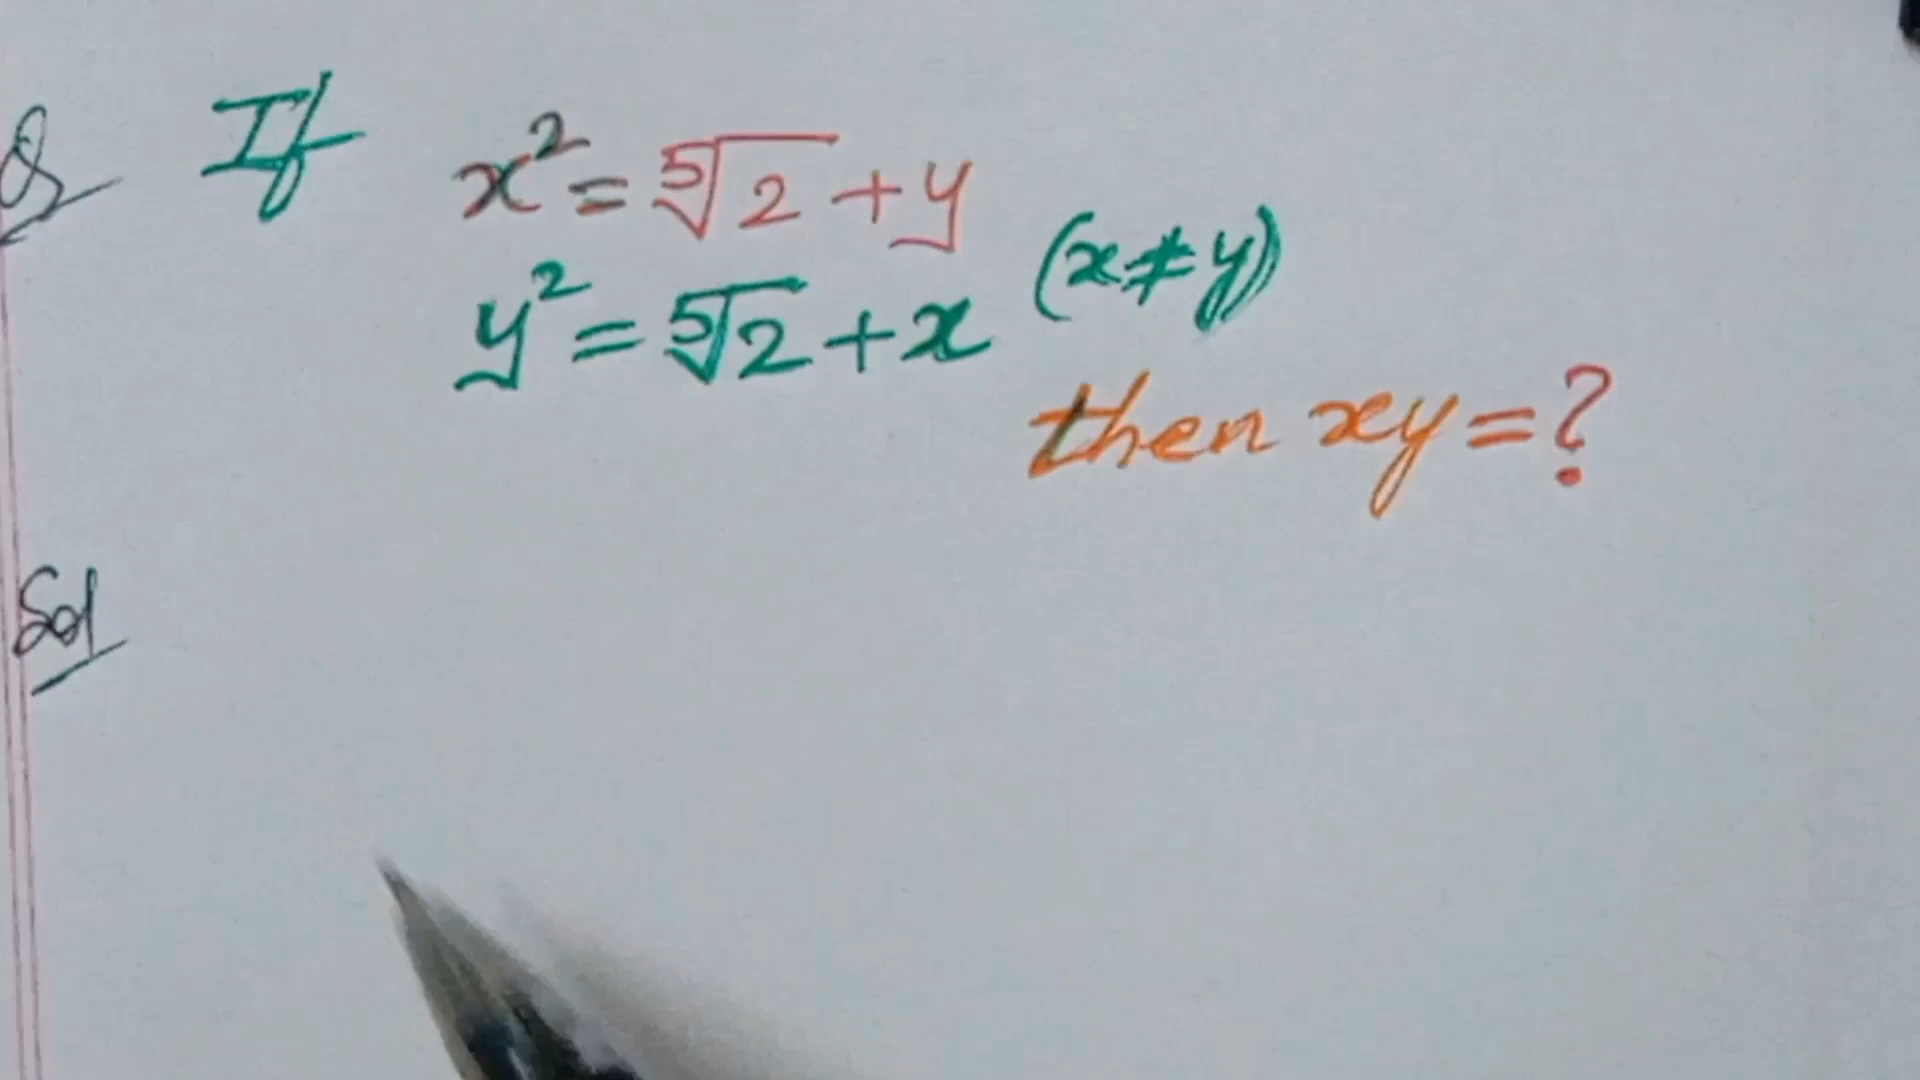 Q If x² = ⁵√2 + y
y² = ⁵√2 + x (x ≠ y)
then xy = ?
Sol